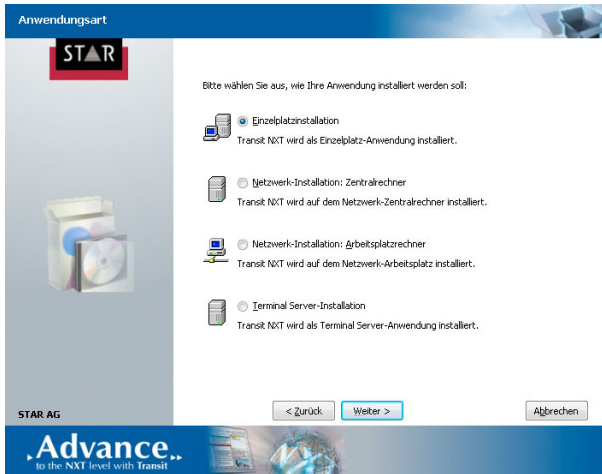 Anwendungsart
STAR
Bitte wählen Sie aus, wie Ihre Anwendung installiert werden soll:
Einzelplatzinstallation
Transit NXT wird als Einzelplatz-Anwendung installiert.
Netzwerk-Installation: Zentralrechner
Transit NXT wird auf dem Netzwerk-Zentralrechner installiert.
Netzwerk-Installation: Arbeitsplatzrechner
Transit NXT wird auf dem Netzwerk-Arbeitsplatz installiert.
Terminal Server-Installation
Transit NXT wird als Terminal Server-Anwendung installiert.
STAR AG
< Zurück Weiter > Abbrechen
Advance
to the NXT level with Transit